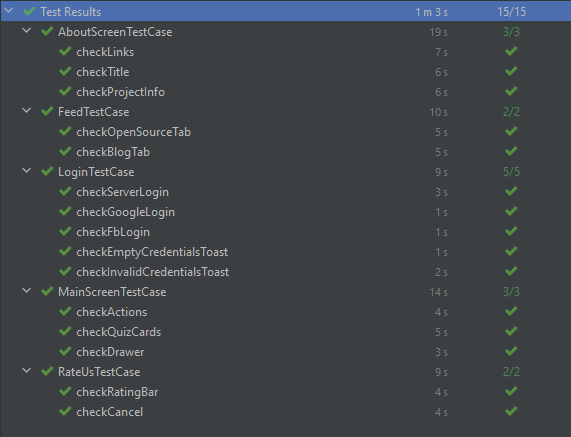 Test Results 1 m 3 s 15/15
AboutScreenTestCase 19 s 3/3
checkLinks 7 s
checkTitle 6 s
checkProjectInfo 6 s
FeedTestCase 10 s 2/2
checkOpenSourceTab 5 s
checkBlogTab 5 s
LoginTestCase 9 s 5/5
checkServerLogin 3 s
checkGoogleLogin 1 s
checkFbLogin 1 s
checkEmptyCredentialsToast 1 s
checkInvalidCredentialsToast 2 s
MainScreenTestCase 14 s 3/3
checkActions 4 s
checkQuizCards 5 s
checkDrawer 3 s
RateUsTestCase 9 s 2/2
checkRatingBar 4 s
checkCancel 4 s